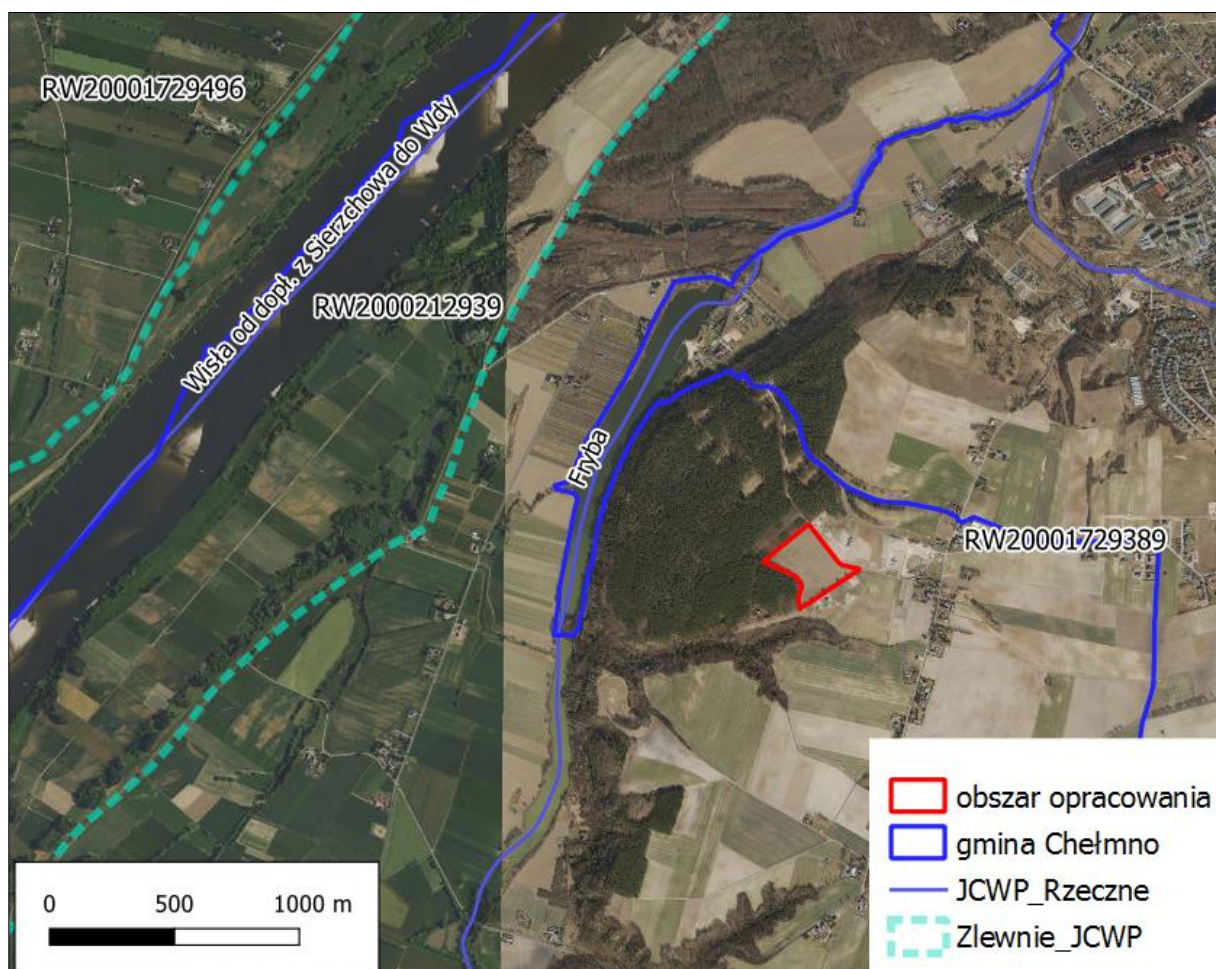 RW20001729496
Wisła od dopł, z Sierzchowa do Wdy
RW2000212939
Fryba
RW20001729389
obszar opracowania
gmina Chełmno
JCWP_Rzeczne
Zlewnie_JCWP
0 500 1000 m